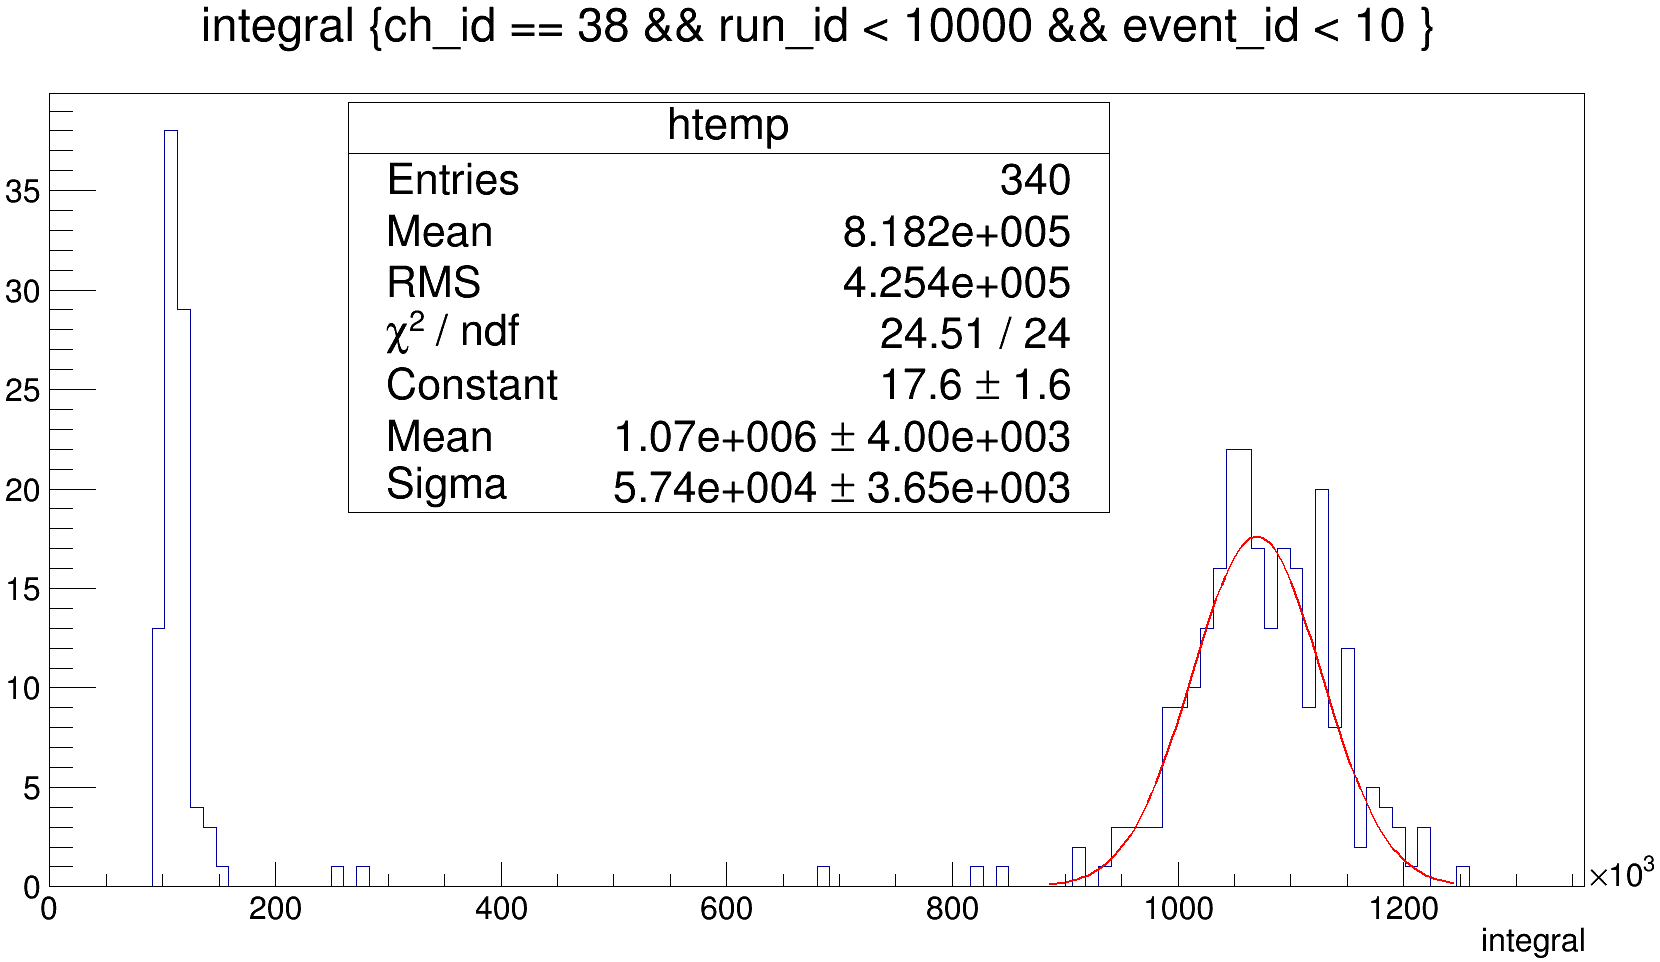 integral {ch_id == 38 && run_id < 10000 && event_id < 10 }
htemp
Entries 340
Mean 8.182e+005
RMS 4.254e+005
χ² / ndf 24.51 / 24
Constant 17.6 ± 1.6
Mean 1.07e+006 ± 4.00e+003
Sigma 5.74e+004 ± 3.65e+003
35
30
25
20
15
10
5
0
0 200 400 600 800 1000 1200
×10³
integral